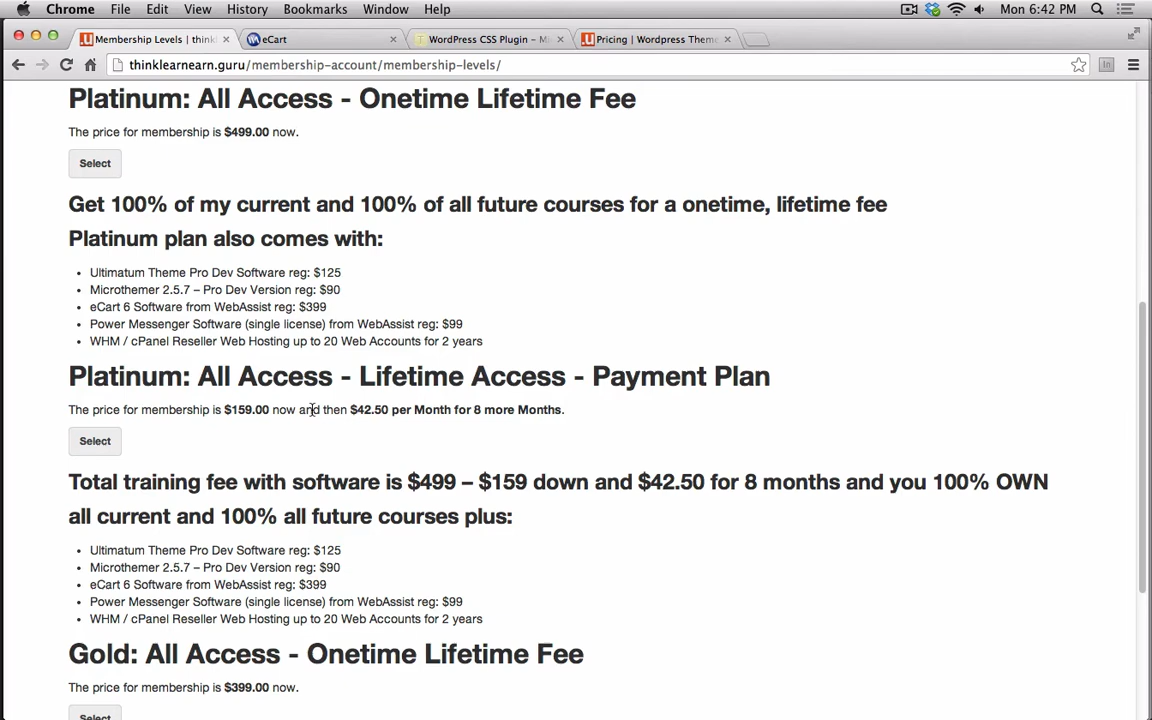 Chrome File Edit View History Bookmarks Window Help Mon 6:42 PM
Membership Levels | think eCart WordPress CSS Plugin – Mi Pricing | Wordpress Theme
thinklearnearn.guru/membership-account/membership-levels/
Platinum: All Access - Onetime Lifetime Fee
The price for membership is $499.00 now.
Select
Get 100% of my current and 100% of all future courses for a onetime, lifetime fee
Platinum plan also comes with:
• Ultimatum Theme Pro Dev Software reg: $125
• Microthemer 2.5.7 – Pro Dev Version reg: $90
• eCart 6 Software from WebAssist reg: $399
• Power Messenger Software (single license) from WebAssist reg: $99
• WHM / cPanel Reseller Web Hosting up to 20 Web Accounts for 2 years
Platinum: All Access - Lifetime Access - Payment Plan
The price for membership is $159.00 now and then $42.50 per Month for 8 more Months.
Select
Total training fee with software is $499 – $159 down and $42.50 for 8 months and you 100% OWN
all current and 100% all future courses plus:
• Ultimatum Theme Pro Dev Software reg: $125
• Microthemer 2.5.7 – Pro Dev Version reg: $90
• eCart 6 Software from WebAssist reg: $399
• Power Messenger Software (single license) from WebAssist reg: $99
• WHM / cPanel Reseller Web Hosting up to 20 Web Accounts for 2 years
Gold: All Access - Onetime Lifetime Fee
The price for membership is $399.00 now.
Select